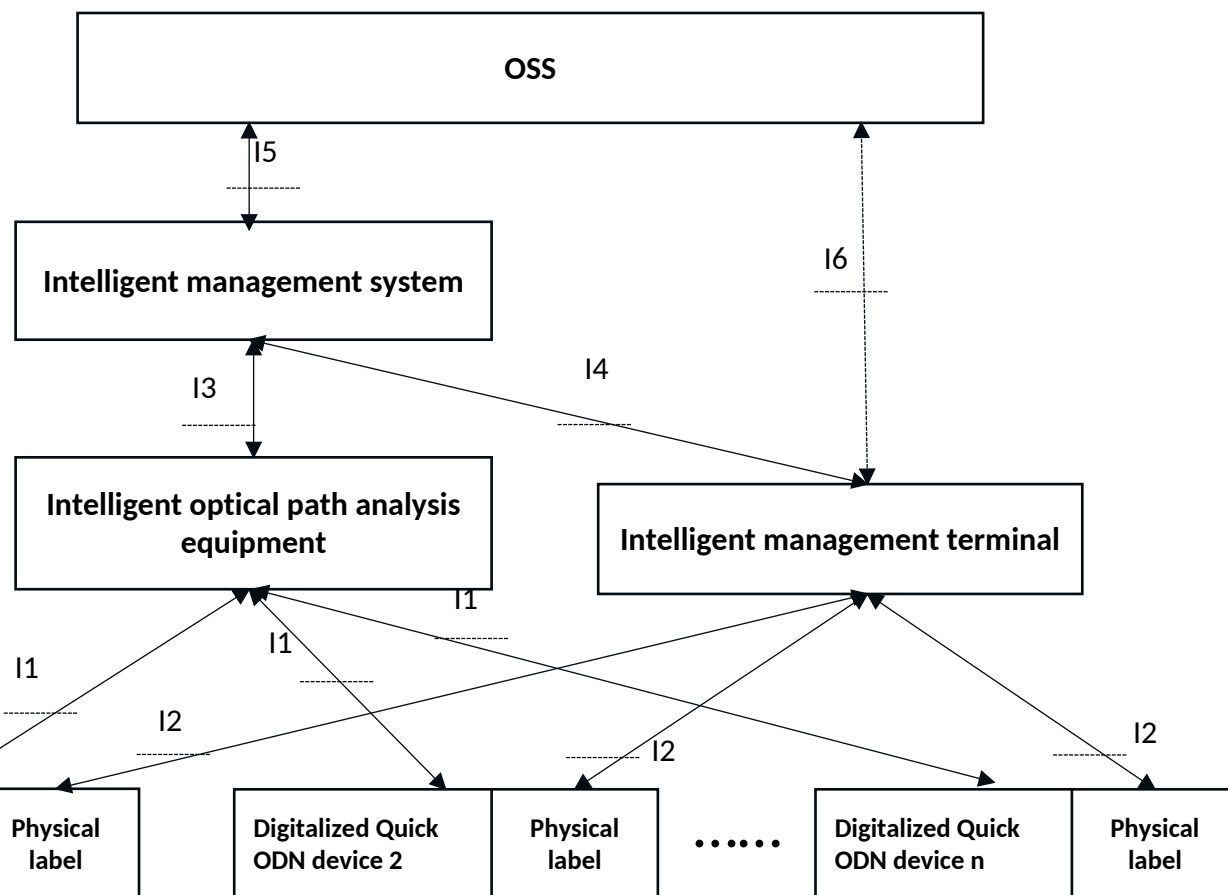 OSS
I5
I6
Intelligent management system
I4
I3
Intelligent optical path analysis
equipment
Intelligent management terminal
I1
I1
I1
I2
I2
I2
Physical
label
Digitalized Quick
ODN device 2
Physical
label
......
Digitalized Quick
ODN device n
Physical
label